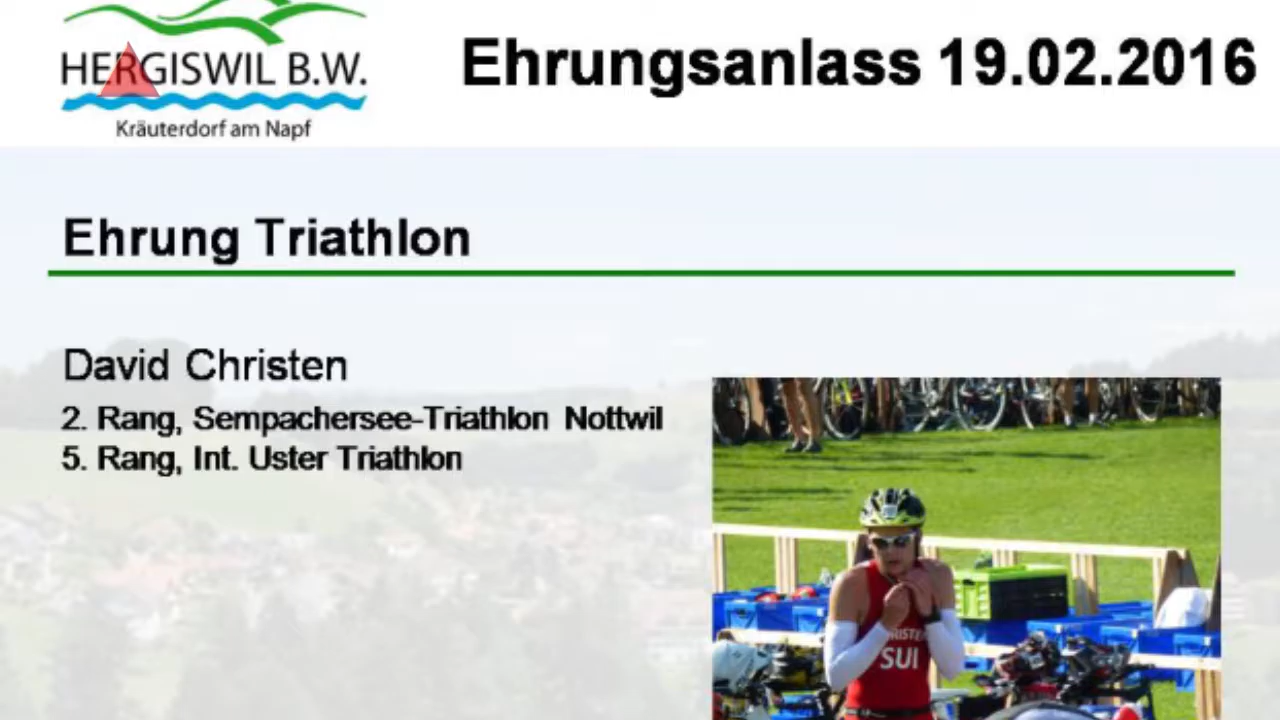 HERGISWIL B.W.
Kräuterdorf am Napf
Ehrungsanlass 19.02.2016
Ehrung Triathlon
David Christen
2. Rang, Sempachersee-Triathlon Nottwil
5. Rang, Int. Uster Triathlon
SUI